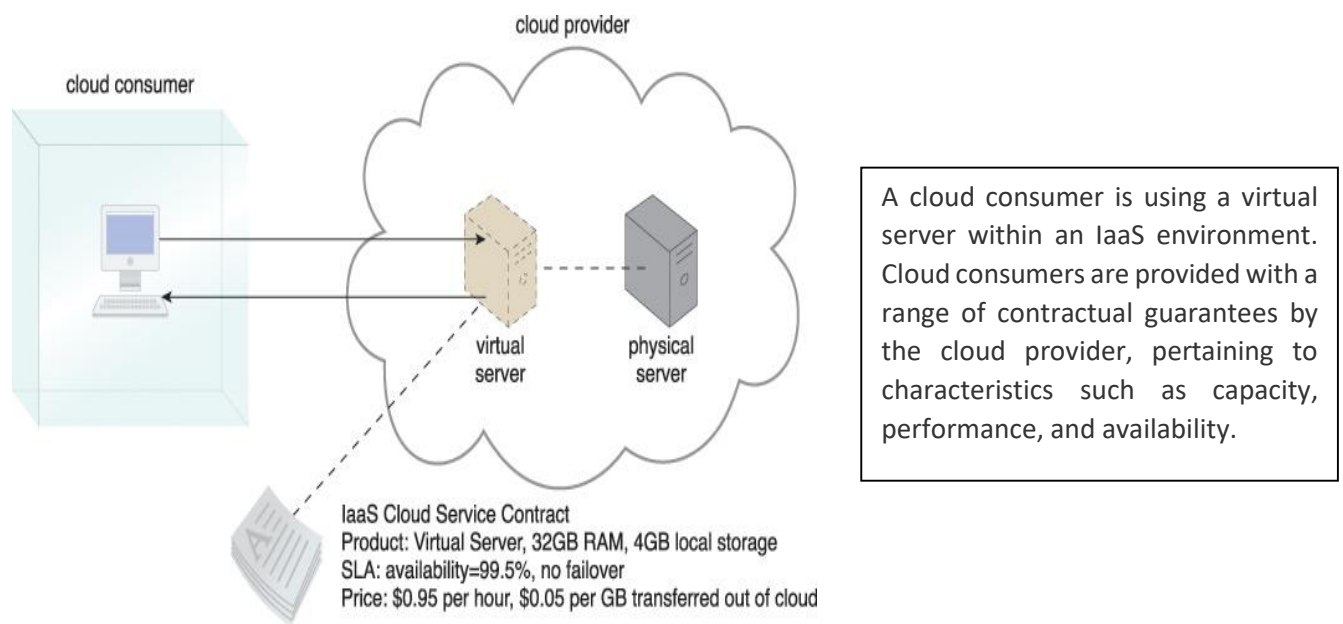 cloud provider
cloud consumer
virtual
server
physical
server
IaaS Cloud Service Contract
Product: Virtual Server, 32GB RAM, 4GB local storage
SLA: availability=99.5%, no failover
Price: $0.95 per hour, $0.05 per GB transferred out of cloud
A cloud consumer is using a virtual
server within an IaaS environment.
Cloud consumers are provided with a
range of contractual guarantees by
the cloud provider, pertaining to
characteristics such as capacity,
performance, and availability.